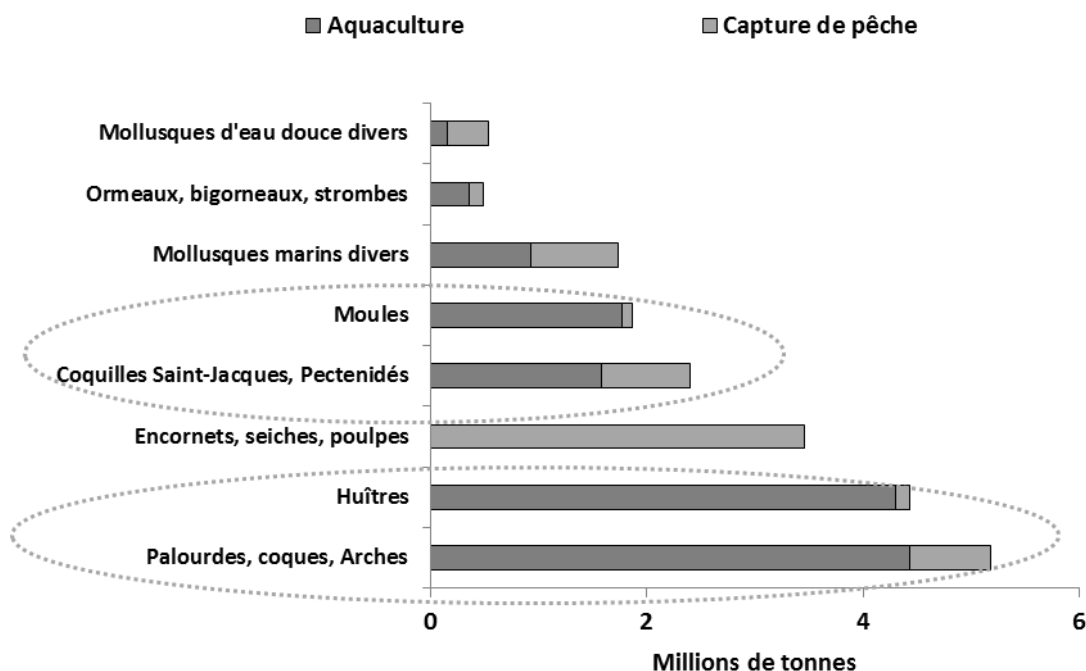 Aquaculture Capture de pêche
Mollusques d'eau douce divers
Ormeaux, bigorneaux, strombes
Mollusques marins divers
Moules
Coquilles Saint-Jacques, Pectenidés
Encornets, seiches, poulpes
Huîtres
Palourdes, coques, Arches
0 2 4 6
Millions de tonnes